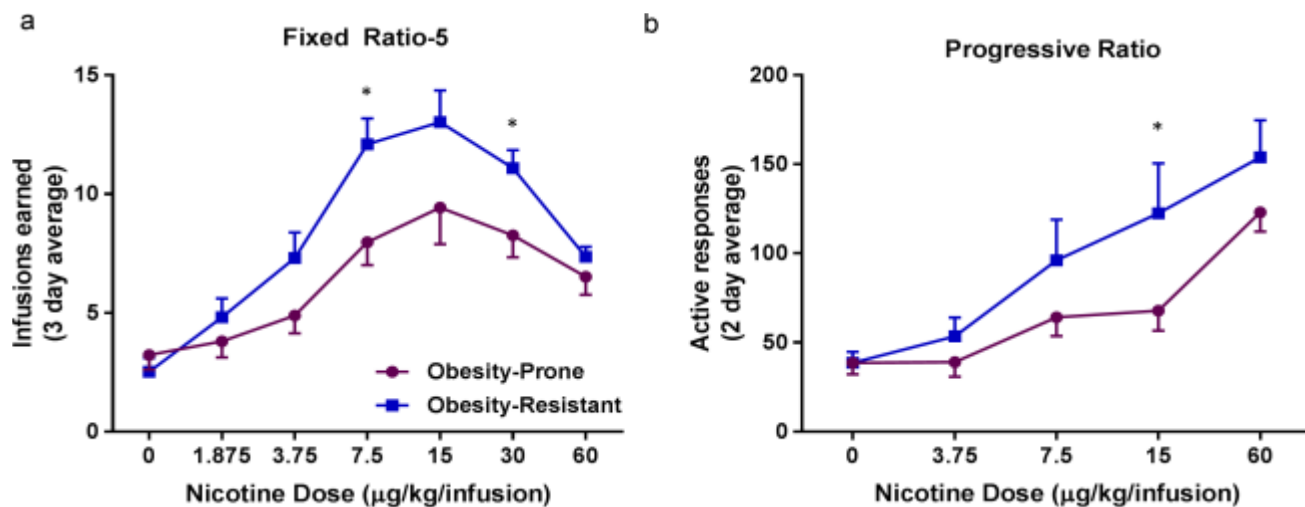 a
Fixed Ratio-5
Infusions earned
(3 day average)
15
10
5
0
*
*
Obesity-Prone
Obesity-Resistant
0 1.875 3.75 7.5 15 30 60
Nicotine Dose (μg/kg/infusion)
b
Progressive Ratio
Active responses
(2 day average)
200
150
100
50
0
*
0 3.75 7.5 15 60
Nicotine Dose (μg/kg/infusion)